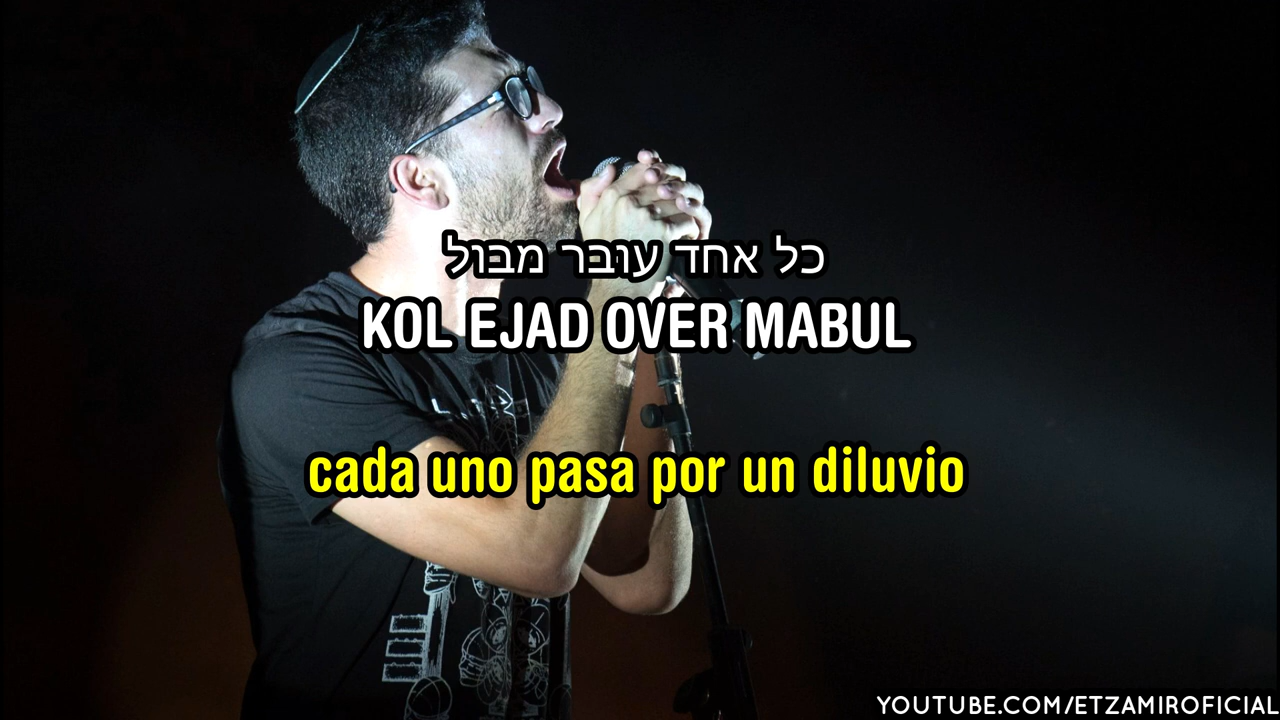 כל אחד עובר מבול
KOL EJAD OVER MABUL
cada uno pasa por un diluvio
YOUTUBE.COM/ETZAMIROFICIAL